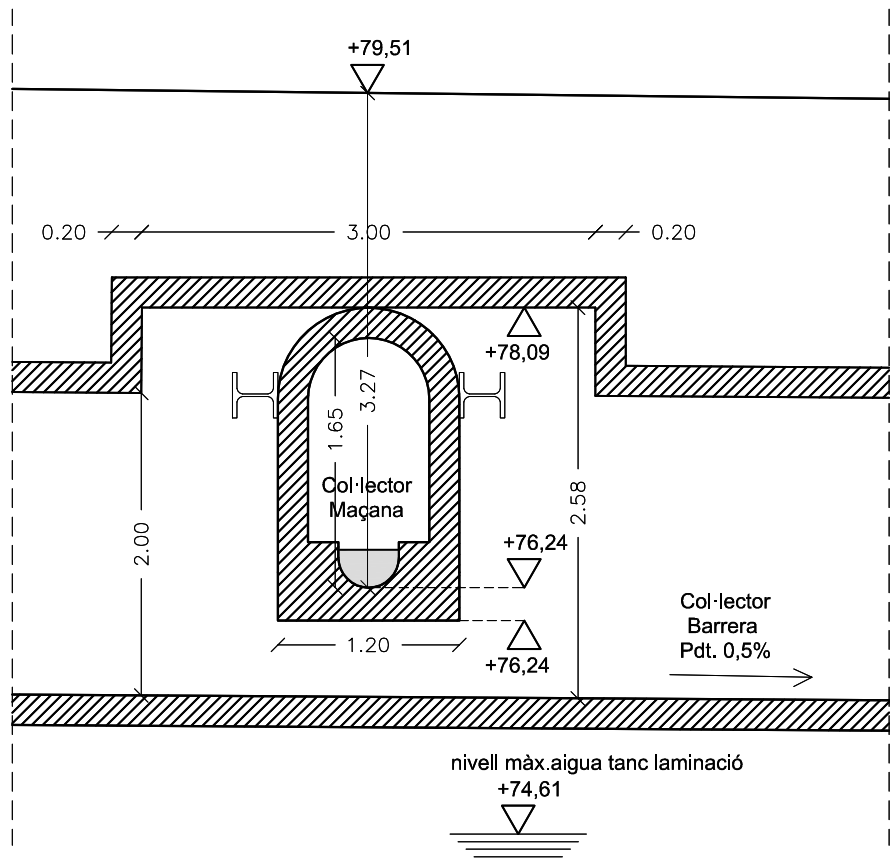 +79,51
0.20
3.00
0.20
+78,09
3.27
1.65
Col·lector
Maçana
2.58
2.00
+76,24
Col·lector
Barrera
Pdt. 0,5%
1.20
+76,24
nivell màx.aigua tanc laminació
+74,61